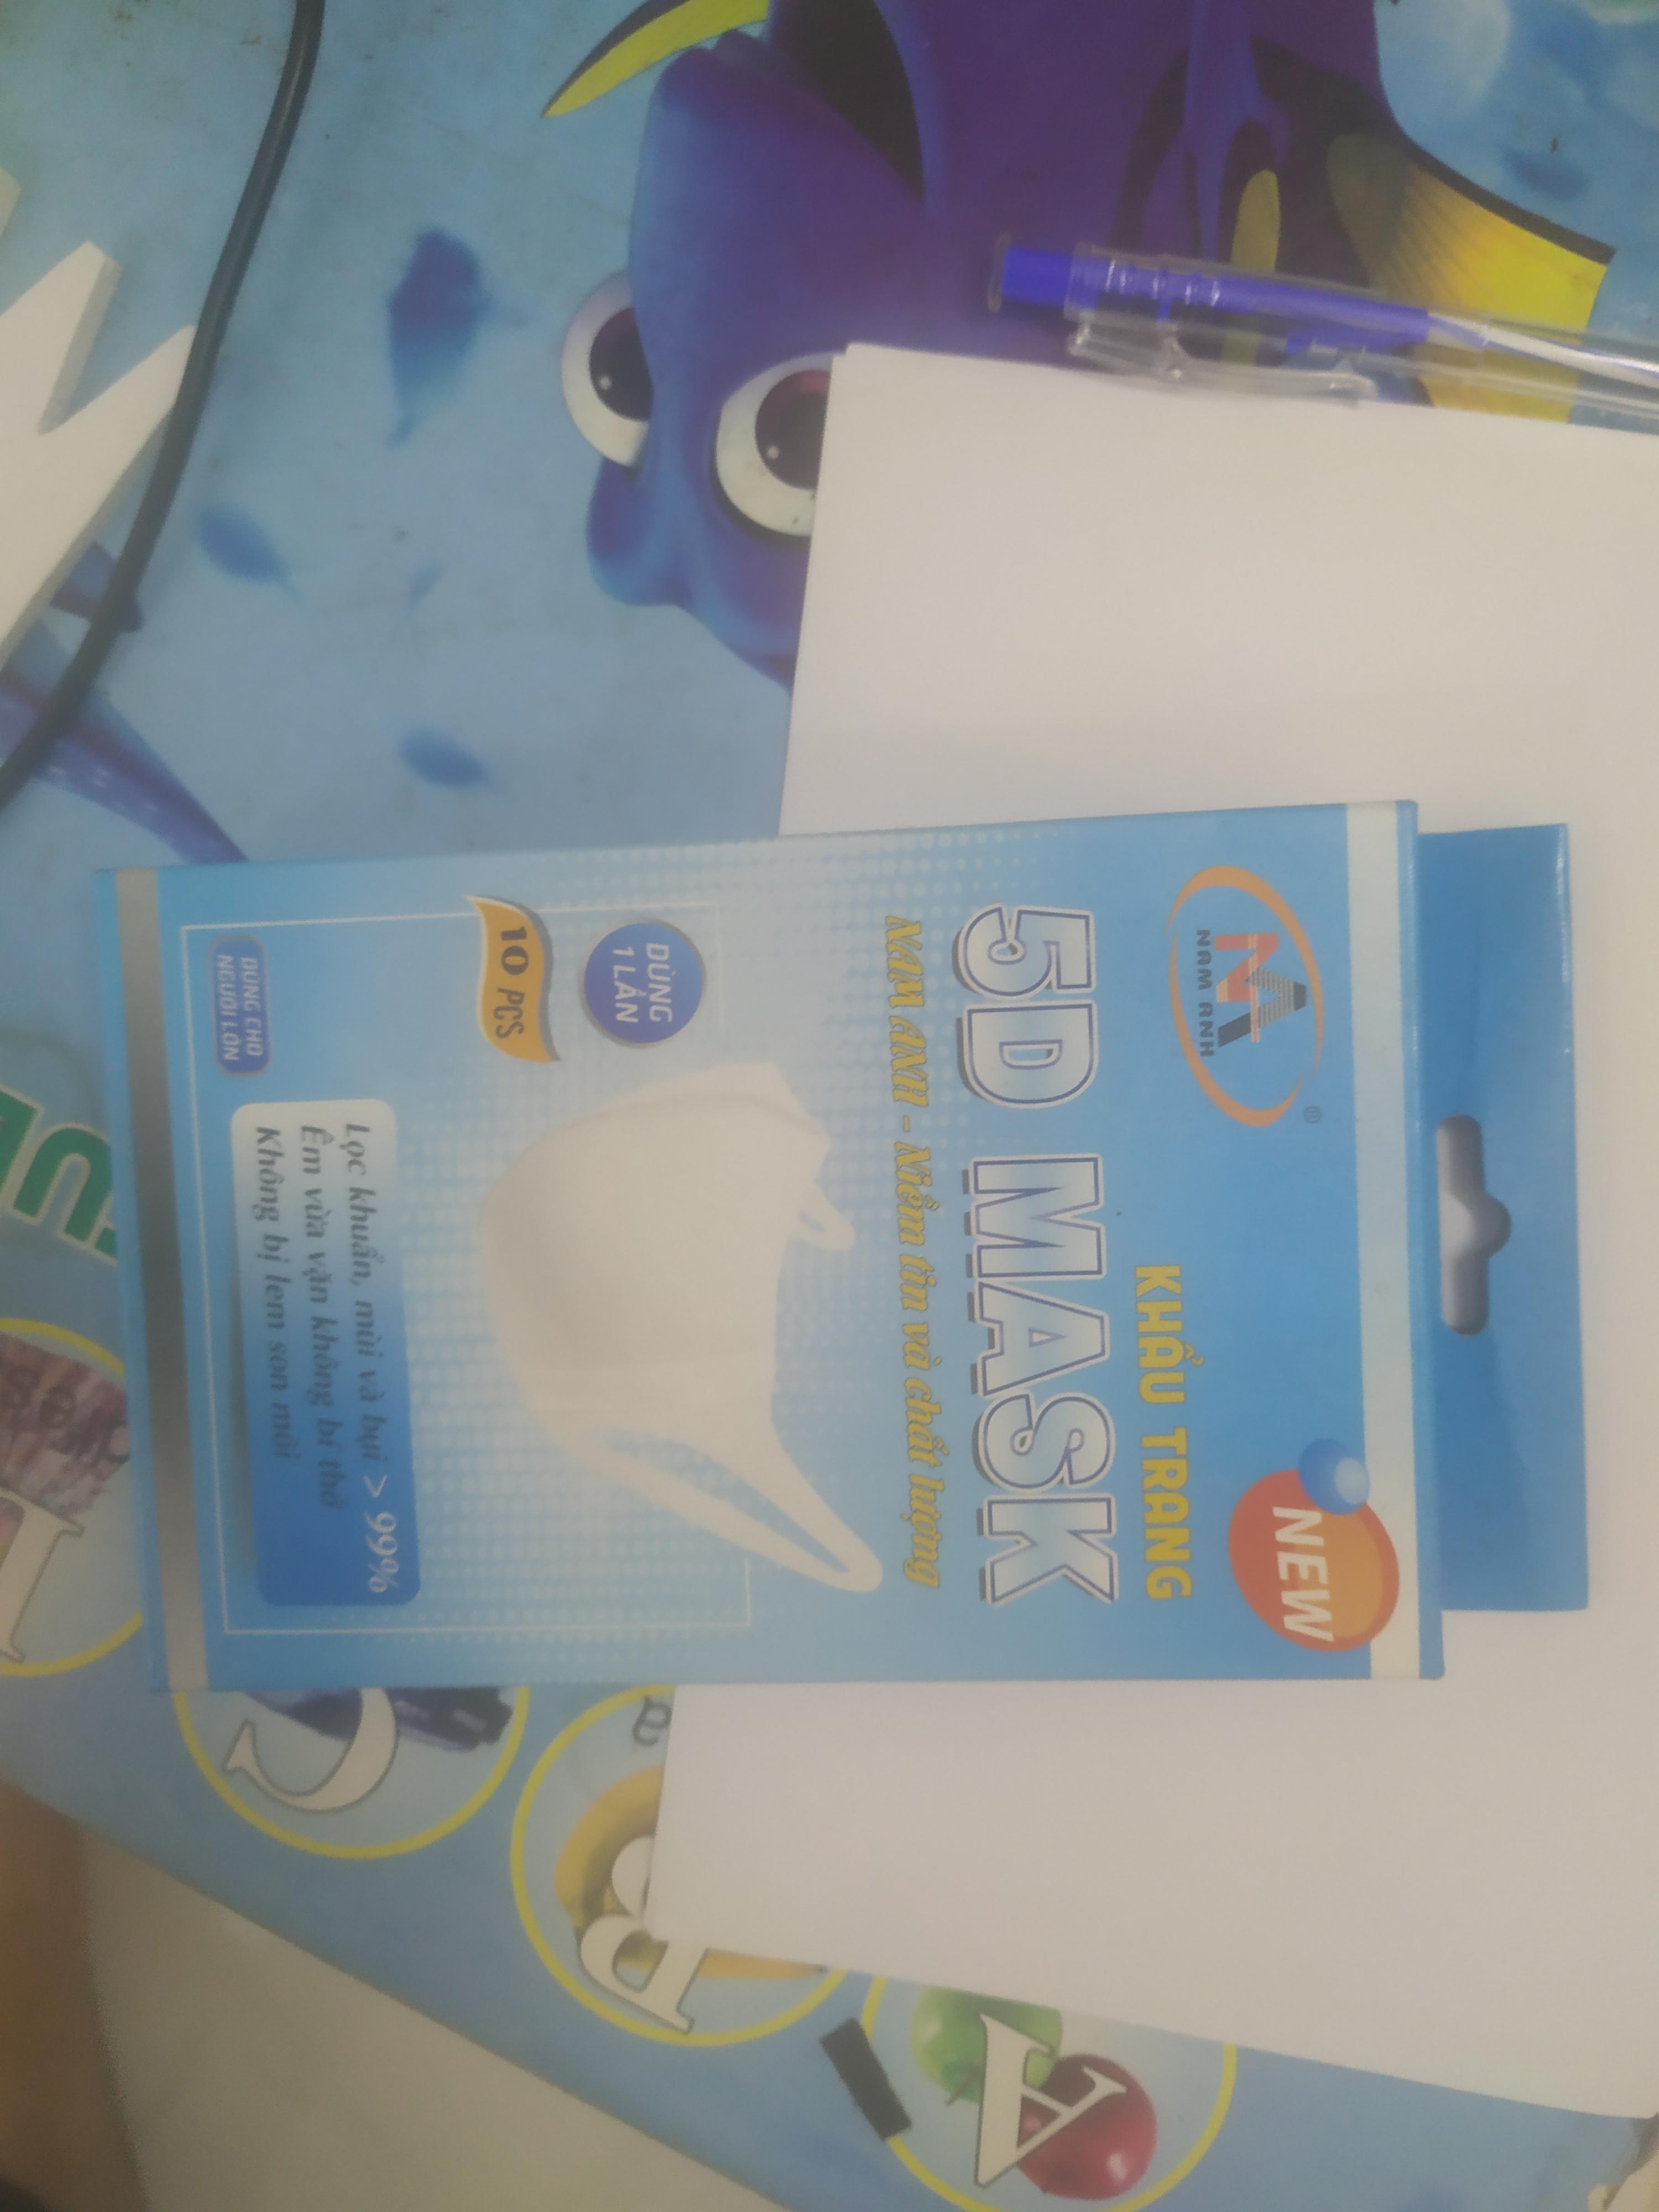 NAM ANH
®
NEW
KHẨU TRANG
5D MASK
NAM ANH - Niềm tin và chất lượng
DÙNG
1 LẦN
10 PCS
Lọc khuẩn, mùi và bụi > 99%
Êm vừa vặn không bí thở
Không bị lem son môi
DÙNG CHO
NGƯỜI LỚN
A
B
C